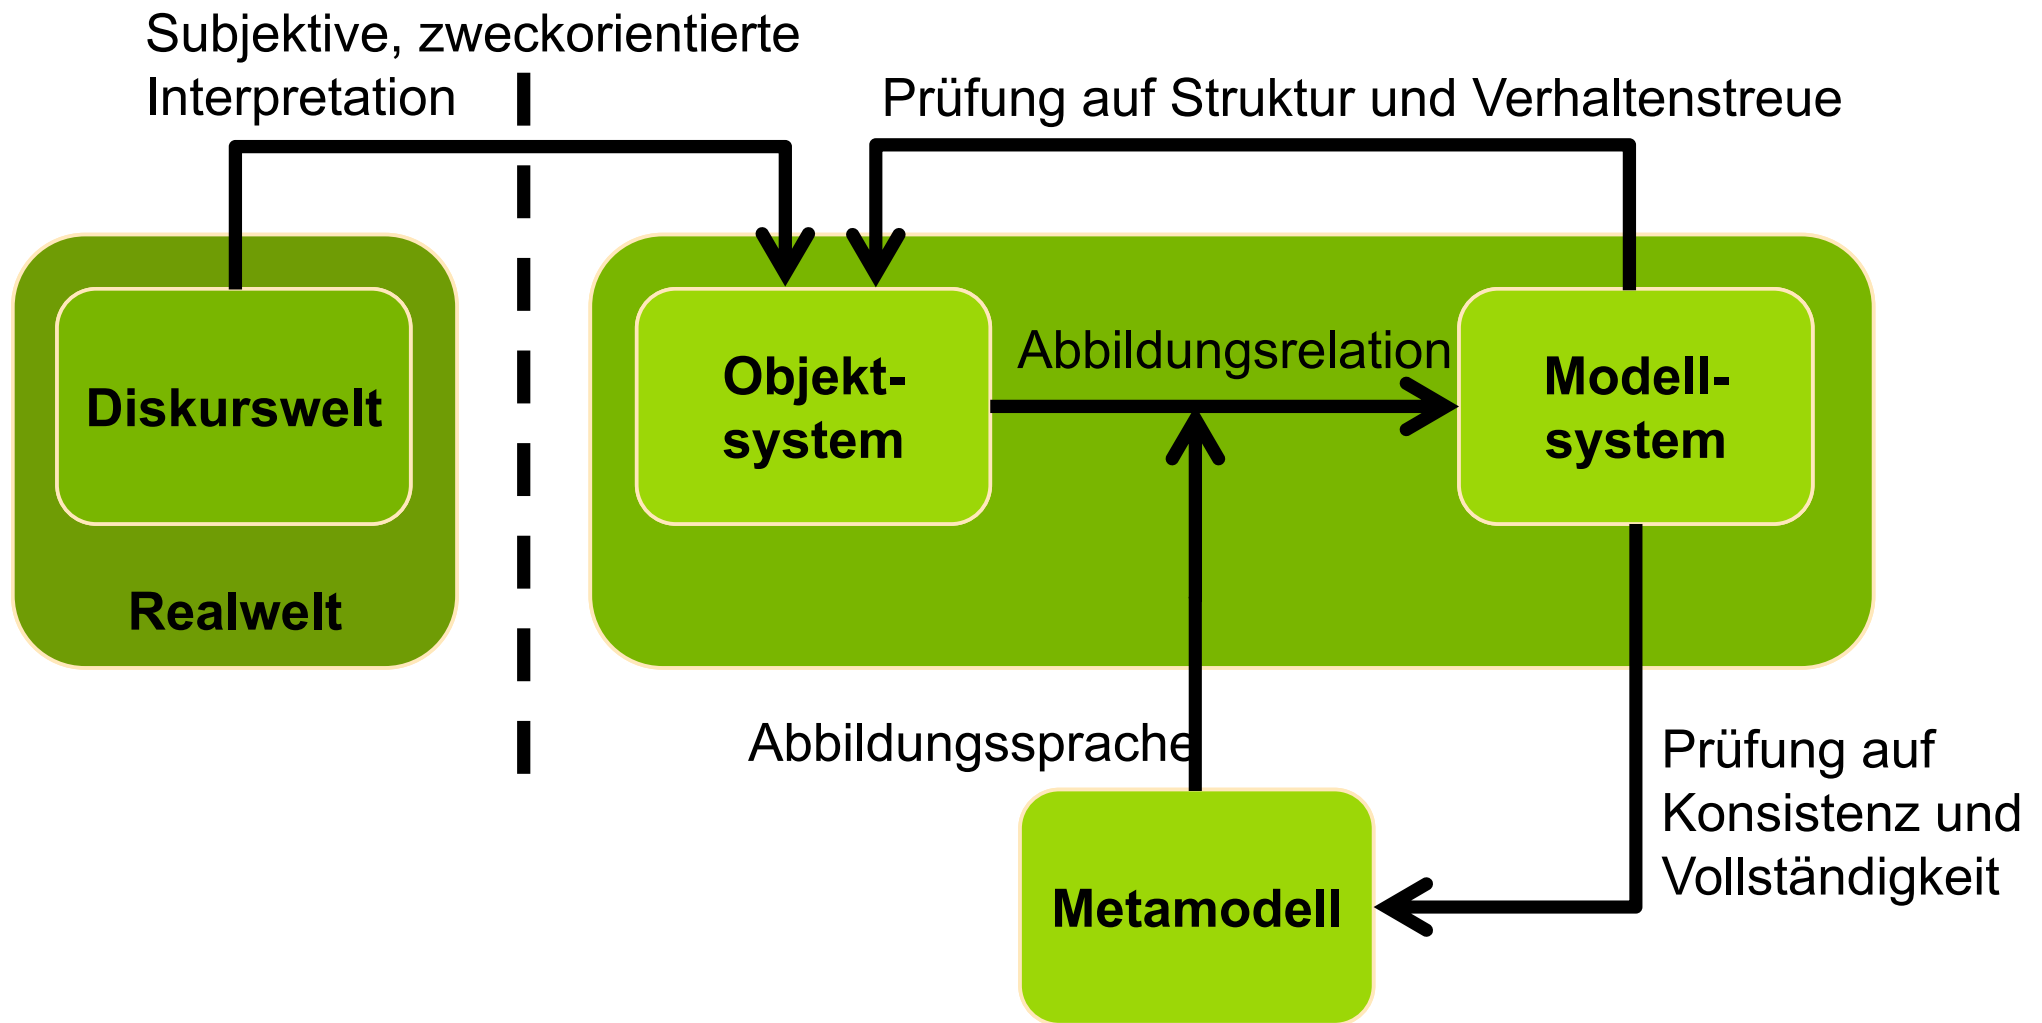 Subjektive, zweckorientierte
Interpretation
Prüfung auf Struktur und Verhaltenstreue
Diskurswelt
Realwelt
Objekt-
system
Abbildungsrelation
Modell-
system
Abbildungssprache
Metamodell
Prüfung auf
Konsistenz und
Vollständigkeit